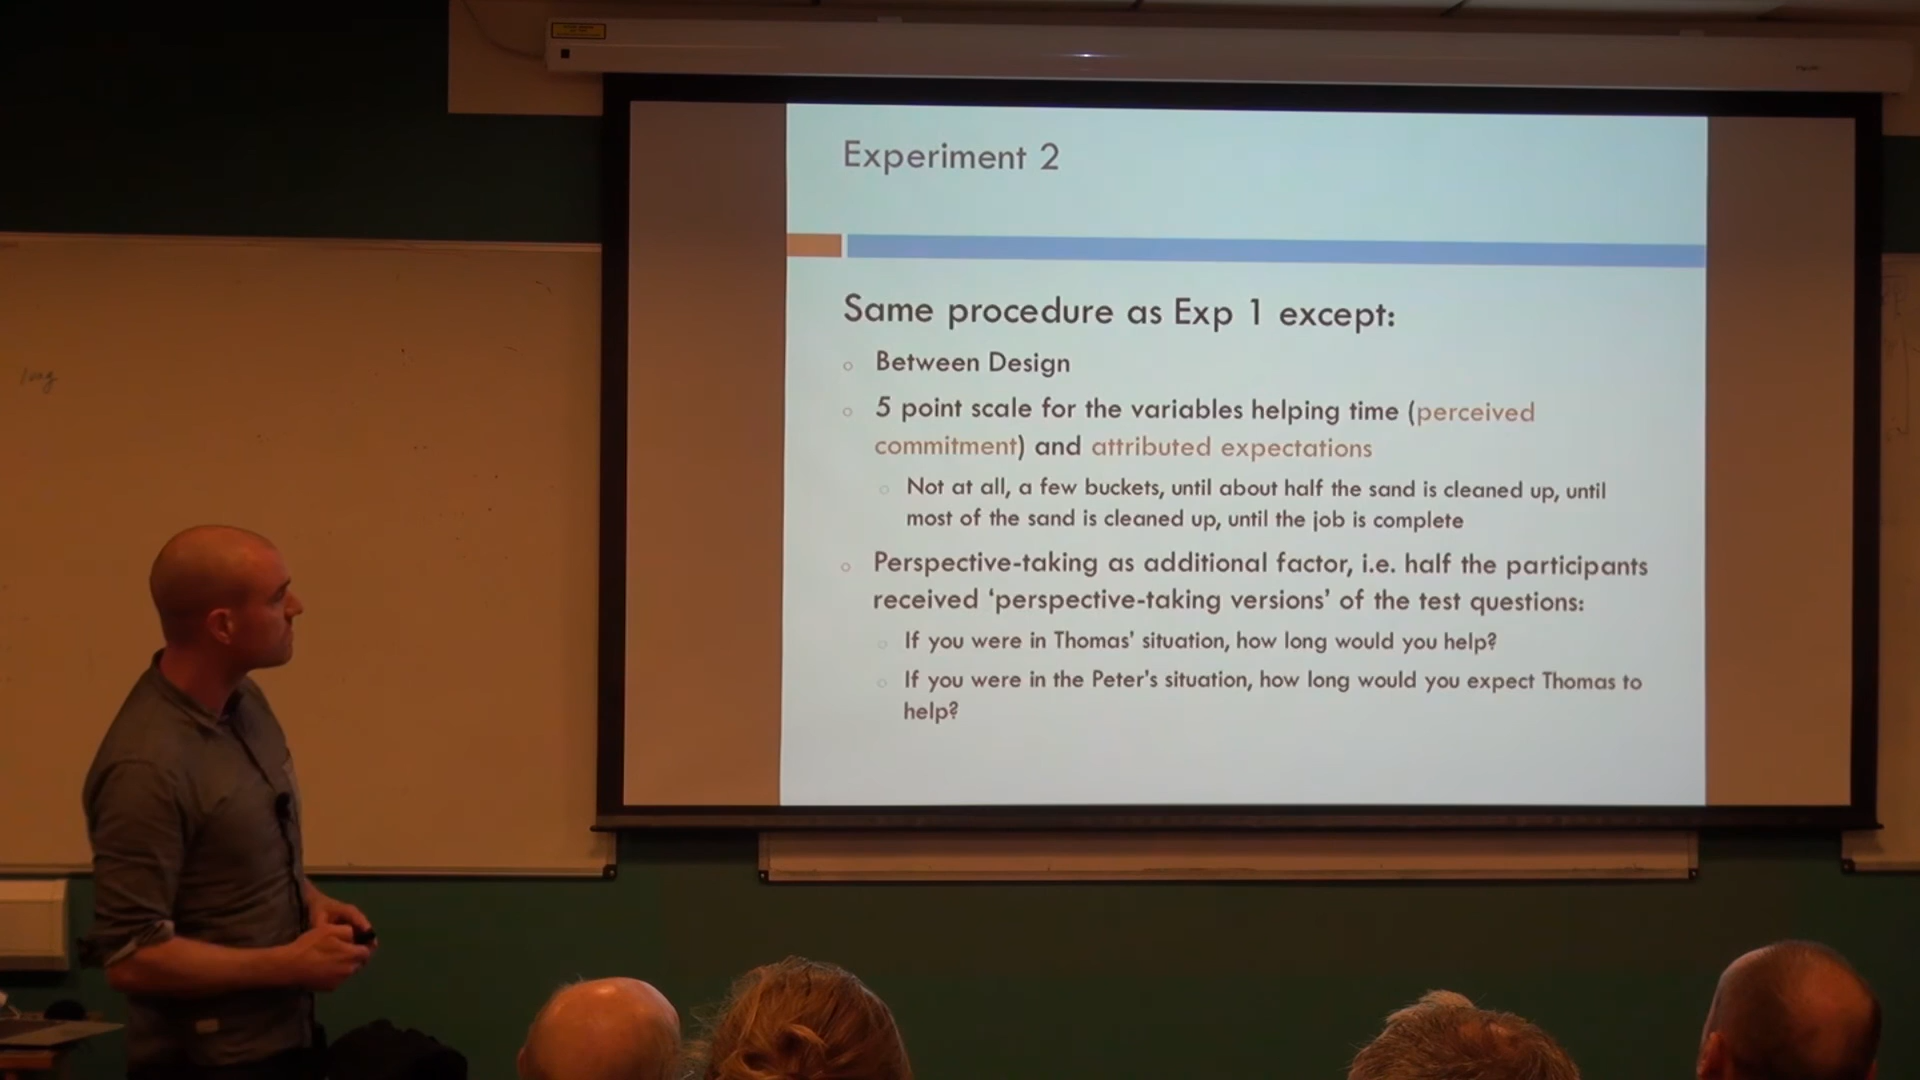 Experiment 2
Same procedure as Exp 1 except:
Between Design
5 point scale for the variables helping time (perceived
commitment) and attributed expectations
Not at all, a few buckets, until about half the sand is cleaned up, until
most of the sand is cleaned up, until the job is complete
Perspective-taking as additional factor, i.e. half the participants
received ‘perspective-taking versions’ of the test questions:
If you were in Thomas' situation, how long would you help?
If you were in the Peter's situation, how long would you expect Thomas to
help?